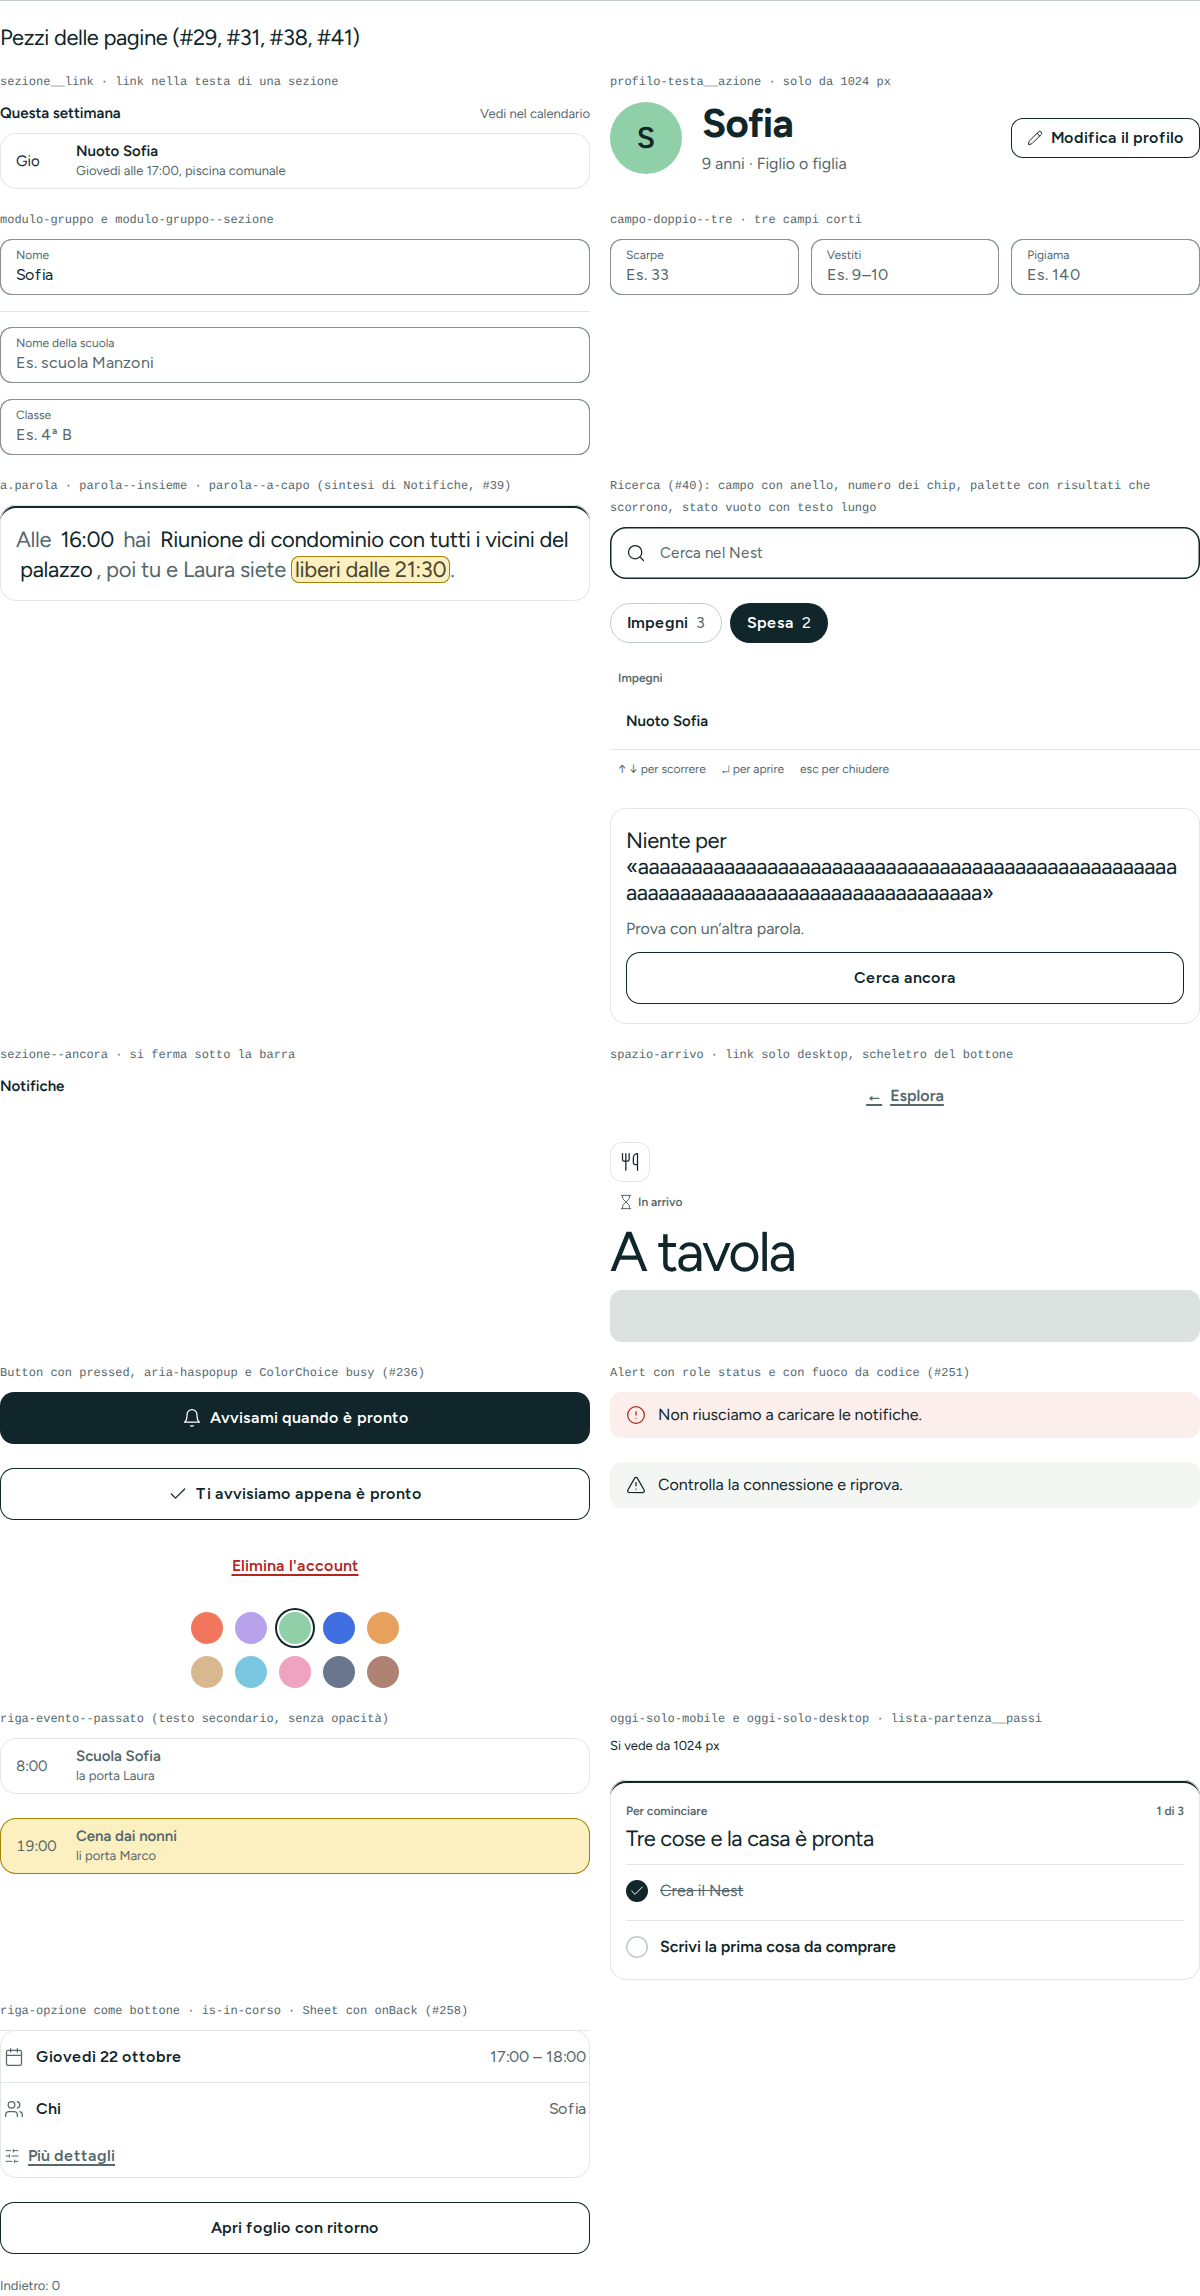 Pezzi delle pagine (#29, #31, #38, #41)
sezione__link · link nella testa di una sezione
Questa settimana
Vedi nel calendario
Gio
Nuoto Sofia
Giovedì alle 17:00, piscina comunale
profilo-testa__azione · solo da 1024 px
S
Sofia
9 anni · Figlio o figlia
Modifica il profilo
modulo-gruppo e modulo-gruppo--sezione
Nome
Sofia
Nome della scuola
Es. scuola Manzoni
Classe
Es. 4ª B
campo-doppio--tre · tre campi corti
Scarpe
Es. 33
Vestiti
Es. 9–10
Pigiama
Es. 140
a.parola · parola--insieme · parola--a-capo (sintesi di Notifiche, #39)
Alle 16:00 hai Riunione di condominio con tutti i vicini del
palazzo, poi tu e Laura siete liberi dalle 21:30.
Ricerca (#40): campo con anello, numero dei chip, palette con risultati che
scorrono, stato vuoto con testo lungo
Cerca nel Nest
Impegni 3
Spesa 2
Impegni
Nuoto Sofia
↑ ↓ per scorrere ↵ per aprire esc per chiudere
Niente per
«aaaaaaaaaaaaaaaaaaaaaaaaaaaaaaaaaaaaaaaaaaaaaaaaaa
aaaaaaaaaaaaaaaaaaaaaaaaaaaaaaaaa»
Prova con un’altra parola.
Cerca ancora
sezione--ancora · si ferma sotto la barra
Notifiche
spazio-arrivo · link solo desktop, scheletro del bottone
← Esplora
In arrivo
A tavola
Button con pressed, aria-haspopup e ColorChoice busy (#236)
Avvisami quando è pronto
Ti avvisiamo appena è pronto
Elimina l'account
Alert con role status e con fuoco da codice (#251)
Non riusciamo a caricare le notifiche.
Controlla la connessione e riprova.
riga-evento--passato (testo secondario, senza opacità)
8:00
Scuola Sofia
la porta Laura
19:00
Cena dai nonni
li porta Marco
oggi-solo-mobile e oggi-solo-desktop · lista-partenza__passi
Si vede da 1024 px
Per cominciare
1 di 3
Tre cose e la casa è pronta
Crea il Nest
Scrivi la prima cosa da comprare
riga-opzione come bottone · is-in-corso · Sheet con onBack (#258)
Giovedì 22 ottobre
17:00 – 18:00
Chi
Sofia
Più dettagli
Apri foglio con ritorno
Indietro: 0